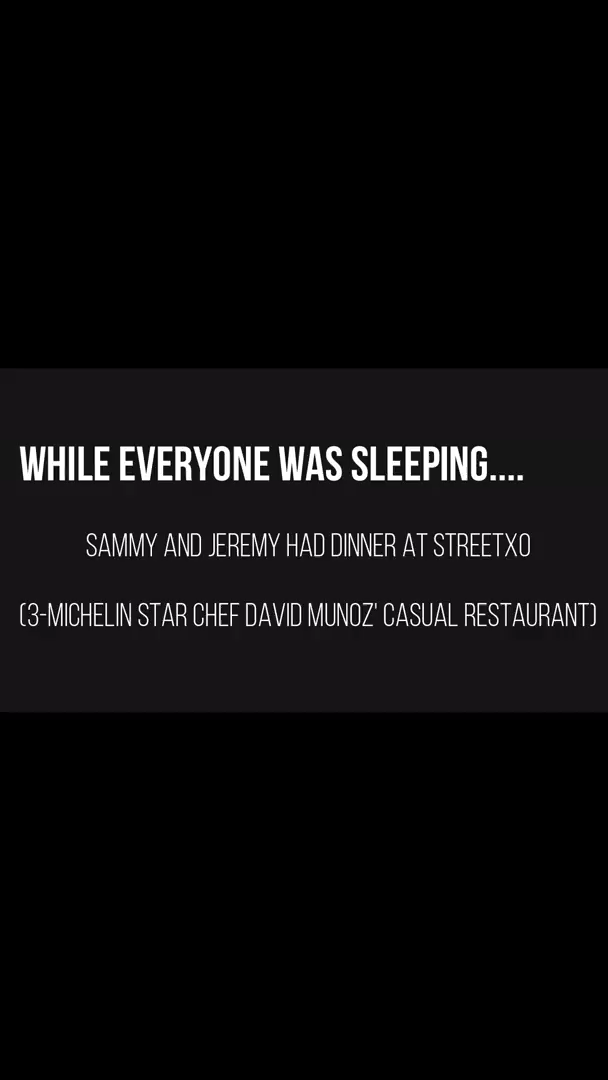 WHILE EVERYONE WAS SLEEPING....
SAMMY AND JEREMY HAD DINNER AT STREETXO
(3-MICHELIN STAR CHEF DAVID MUNOZ' CASUAL RESTAURANT)